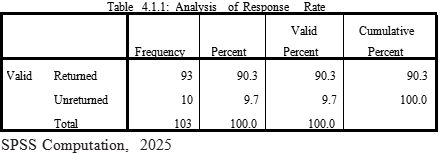 Table 4.1.1: Analysis of Response Rate
Valid Cumulative
Frequency Percent Percent Percent
Valid Returned 93 90.3 90.3 90.3
Unreturned 10 9.7 9.7 100.0
Total 103 100.0 100.0
SPSS Computation, 2025